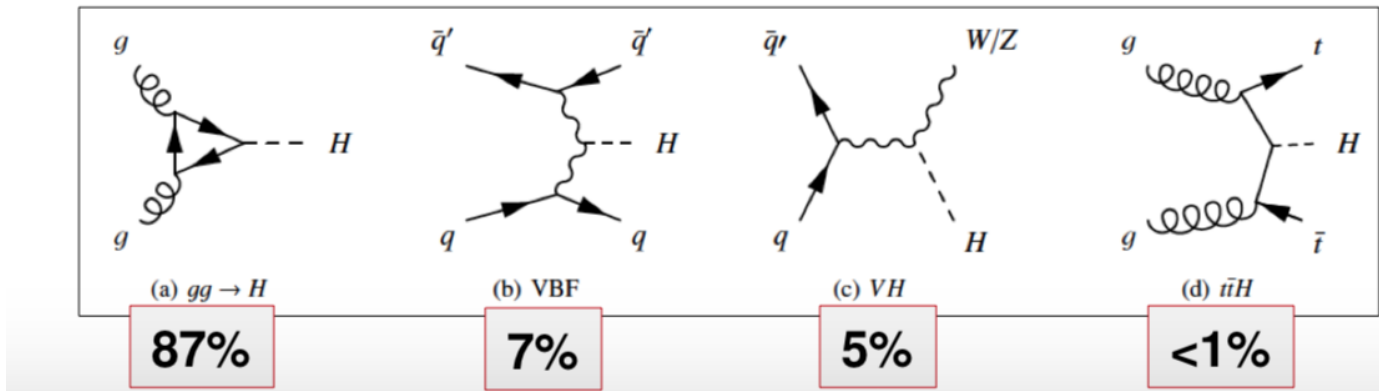 g q̄′ q̄′ q̄′ W/Z g t
H H H
g q q q H g t̄
(a) gg → H (b) VBF (c) VH (d) tt̄H
87% 7% 5% <1%